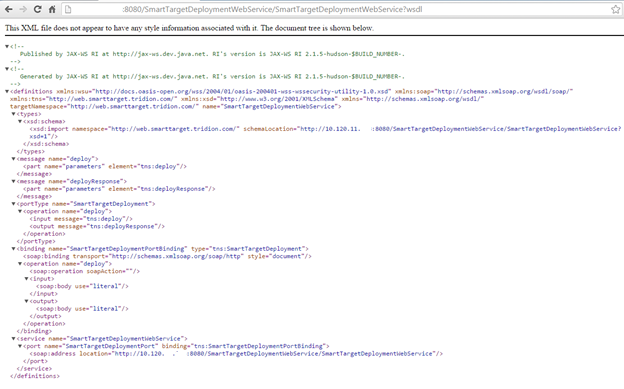 :8080/SmartTargetDeploymentWebService/SmartTargetDeploymentWebService?wsdl
This XML file does not appear to have any style information associated with it. The document tree is shown below.
▼<!--
Published by JAX-WS RI at http://jax-ws.dev.java.net. RI's version is JAX-WS RI 2.1.5-hudson-$BUILD_NUMBER-.
-->
▼<!--
Generated by JAX-WS RI at http://jax-ws.dev.java.net. RI's version is JAX-WS RI 2.1.5-hudson-$BUILD_NUMBER-.
-->
▼<definitions xmlns:wsu="http://docs.oasis-open.org/wss/2004/01/oasis-200401-wss-wssecurity-utility-1.0.xsd" xmlns:soap="http://schemas.xmlsoap.org/wsdl/soap/"
xmlns:tns="http://web.smarttarget.tridion.com/" xmlns:xsd="http://www.w3.org/2001/XMLSchema" xmlns="http://schemas.xmlsoap.org/wsdl/"
targetNamespace="http://web.smarttarget.tridion.com/" name="SmartTargetDeploymentWebService">
▼<types>
▼<xsd:schema>
<xsd:import namespace="http://web.smarttarget.tridion.com/" schemaLocation="http://10.120.11. :8080/SmartTargetDeploymentWebService/SmartTargetDeploymentWebService?
xsd=1"/>
</xsd:schema>
</types>
▼<message name="deploy">
<part name="parameters" element="tns:deploy"/>
</message>
▼<message name="deployResponse">
<part name="parameters" element="tns:deployResponse"/>
</message>
▼<portType name="SmartTargetDeployment">
▼<operation name="deploy">
<input message="tns:deploy"/>
<output message="tns:deployResponse"/>
</operation>
</portType>
▼<binding name="SmartTargetDeploymentPortBinding" type="tns:SmartTargetDeployment">
<soap:binding transport="http://schemas.xmlsoap.org/soap/http" style="document"/>
▼<operation name="deploy">
<soap:operation soapAction=""/>
▼<input>
<soap:body use="literal"/>
</input>
▼<output>
<soap:body use="literal"/>
</output>
</operation>
</binding>
▼<service name="SmartTargetDeploymentWebService">
▼<port name="SmartTargetDeploymentPort" binding="tns:SmartTargetDeploymentPortBinding">
<soap:address location="http://10.120. . :8080/SmartTargetDeploymentWebService/SmartTargetDeploymentWebService"/>
</port>
</service>
</definitions>